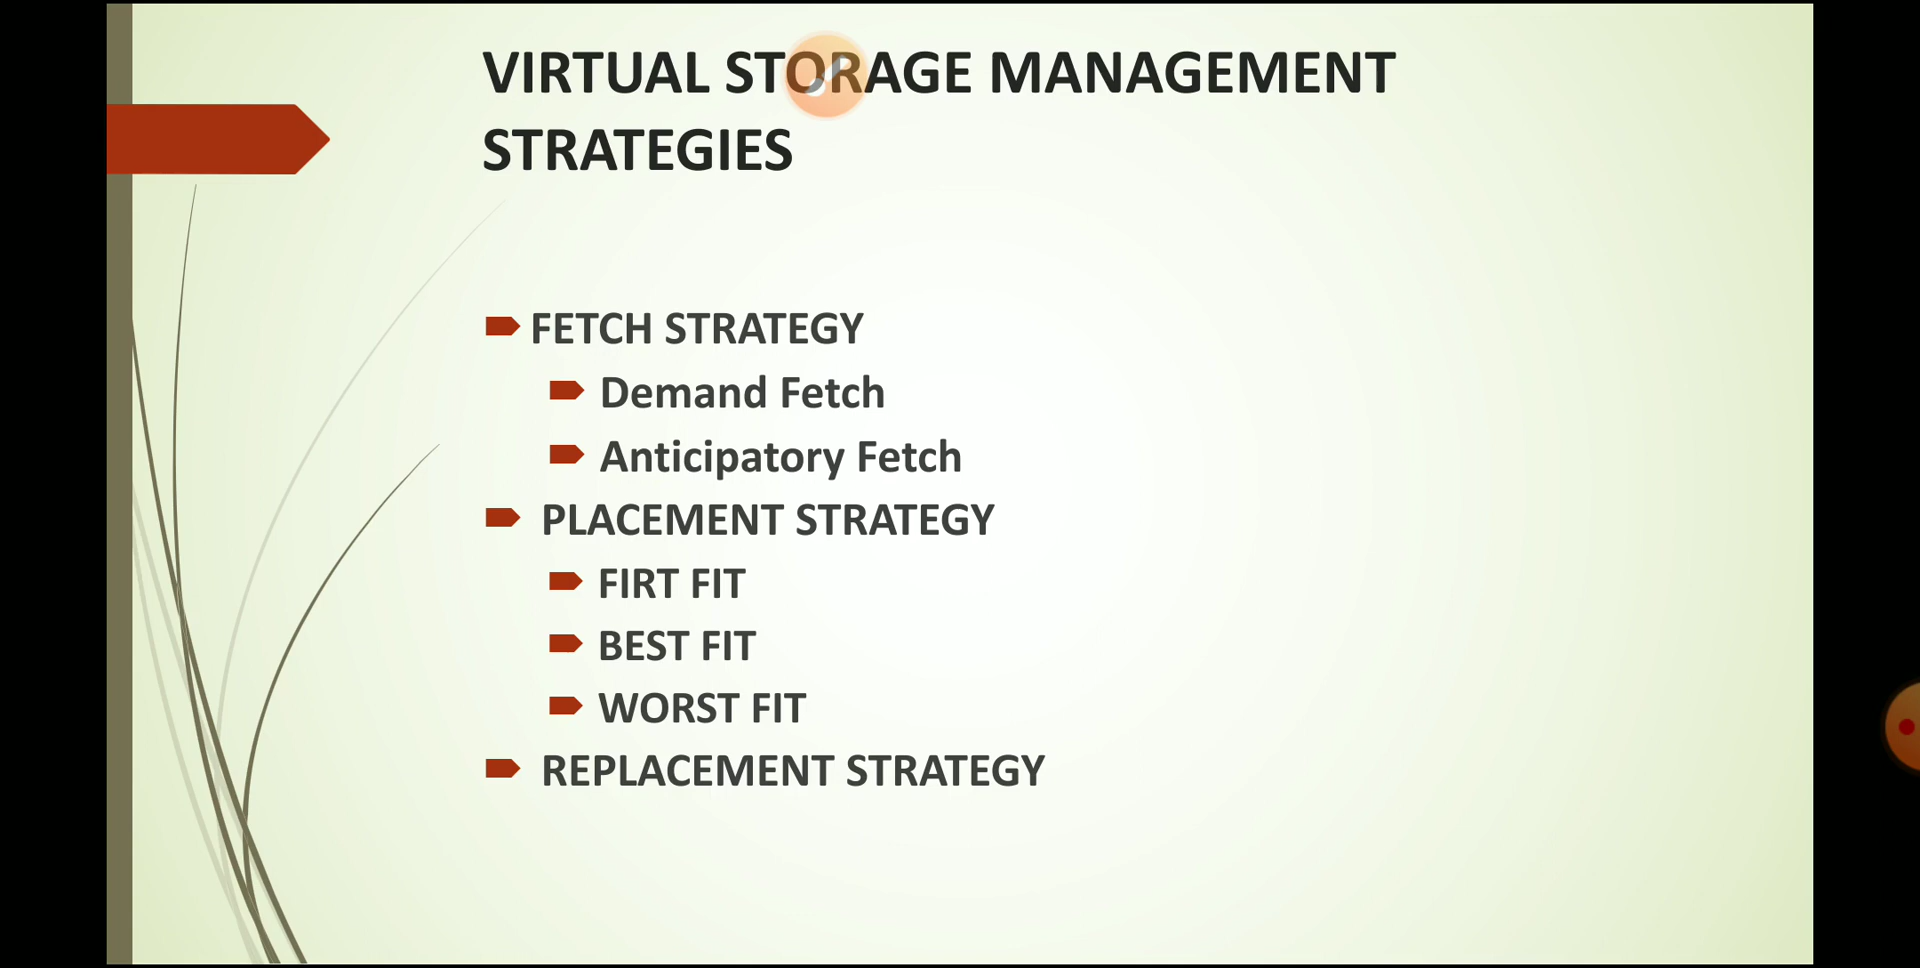 VIRTUAL STORAGE MANAGEMENT
STRATEGIES
FETCH STRATEGY
Demand Fetch
Anticipatory Fetch
PLACEMENT STRATEGY
FIRT FIT
BEST FIT
WORST FIT
REPLACEMENT STRATEGY